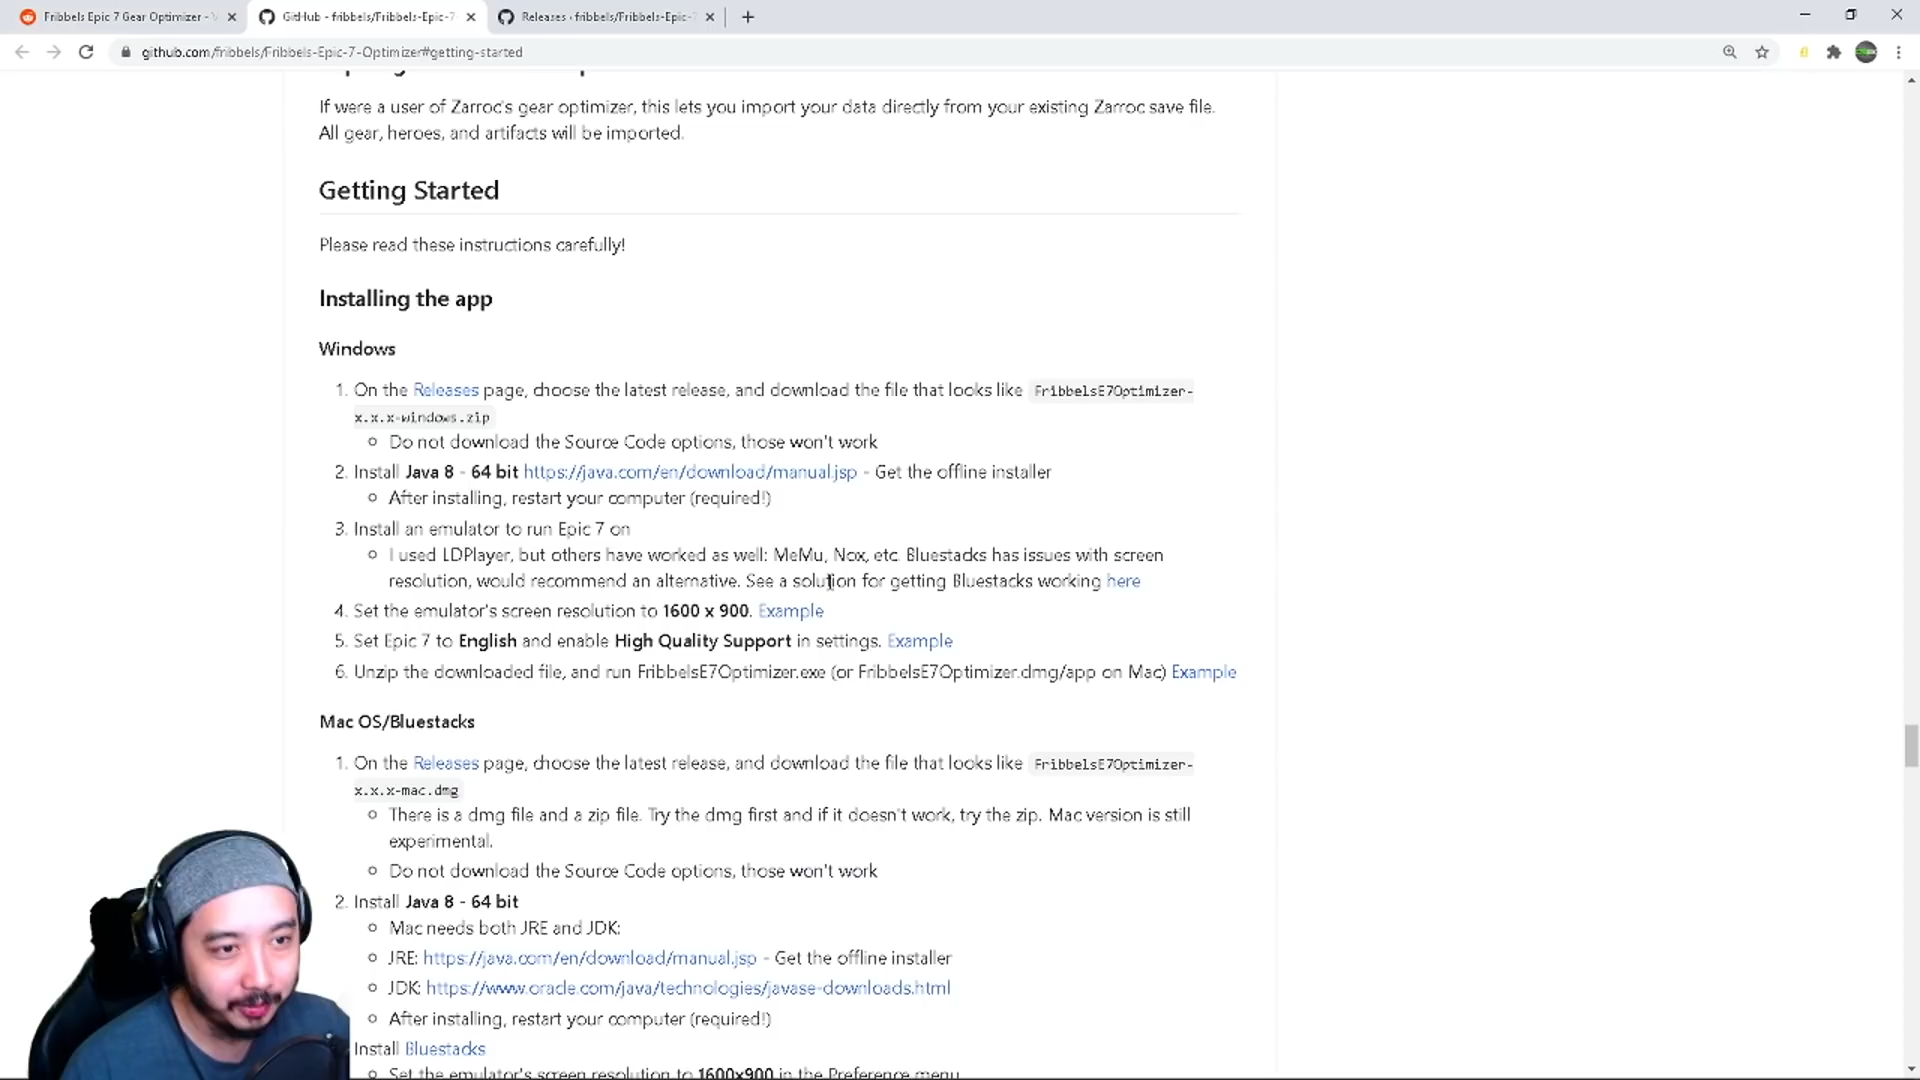 Fribbels Epic 7 Gear Optimizer -
GitHub - fribbels/Fribbels-Epic-7-
Releases · fribbels/Fribbels-Epic-7
github.com/fribbels/Fribbels-Epic-7-Optimizer#getting-started
If were a user of Zarroc's gear optimizer, this lets you import your data directly from your existing Zarroc save file.
All gear, heroes, and artifacts will be imported.
Getting Started
Please read these instructions carefully!
Installing the app
Windows
1. On the Releases page, choose the latest release, and download the file that looks like FribbelsE7Optimizer-
x.x.x-windows.zip
Do not download the Source Code options, those won't work
2. Install Java 8 - 64 bit https://java.com/en/download/manual.jsp - Get the offline installer
After installing, restart your computer (required!)
3. Install an emulator to run Epic 7 on
I used LDPlayer, but others have worked as well: MeMu, Nox, etc. Bluestacks has issues with screen
resolution, would recommend an alternative. See a solution for getting Bluestacks working here
4. Set the emulator's screen resolution to 1600 x 900. Example
5. Set Epic 7 to English and enable High Quality Support in settings. Example
6. Unzip the downloaded file, and run FribbelsE7Optimizer.exe (or FribbelsE7Optimizer.dmg/app on Mac) Example
Mac OS/Bluestacks
1. On the Releases page, choose the latest release, and download the file that looks like FribbelsE7Optimizer-
x.x.x-mac.dmg
There is a dmg file and a zip file. Try the dmg first and if it doesn't work, try the zip. Mac version is still
experimental.
Do not download the Source Code options, those won't work
2. Install Java 8 - 64 bit
Mac needs both JRE and JDK:
JRE: https://java.com/en/download/manual.jsp - Get the offline installer
JDK: https://www.oracle.com/java/technologies/javase-downloads.html
After installing, restart your computer (required!)
Install Bluestacks
Set the emulator's screen resolution to 1600x900 in the Preference menu